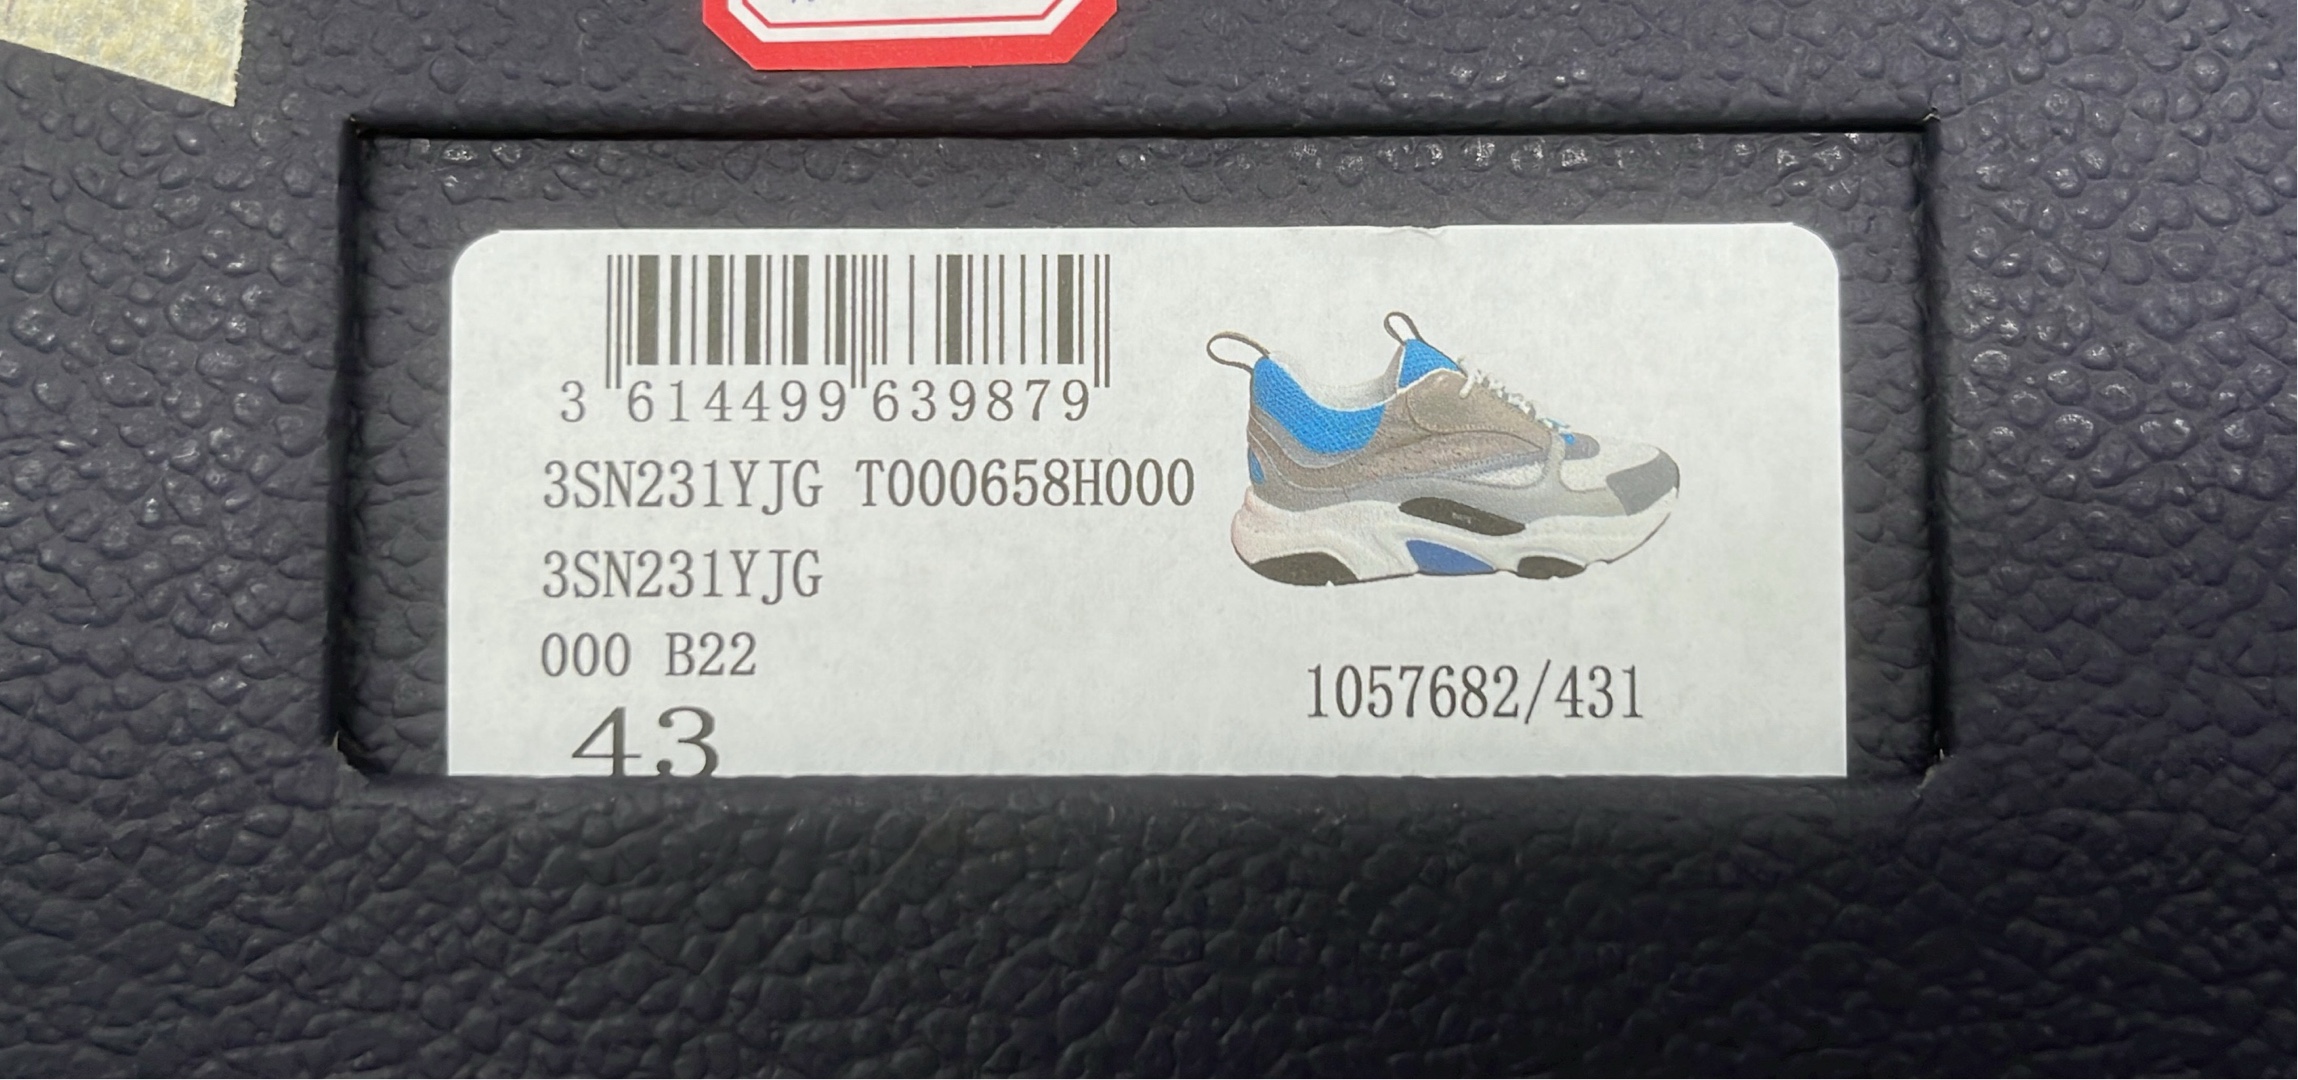 3 614499 639879
3SN231YJG T000658H000
3SN231YJG
000 B22
43
1057682/431